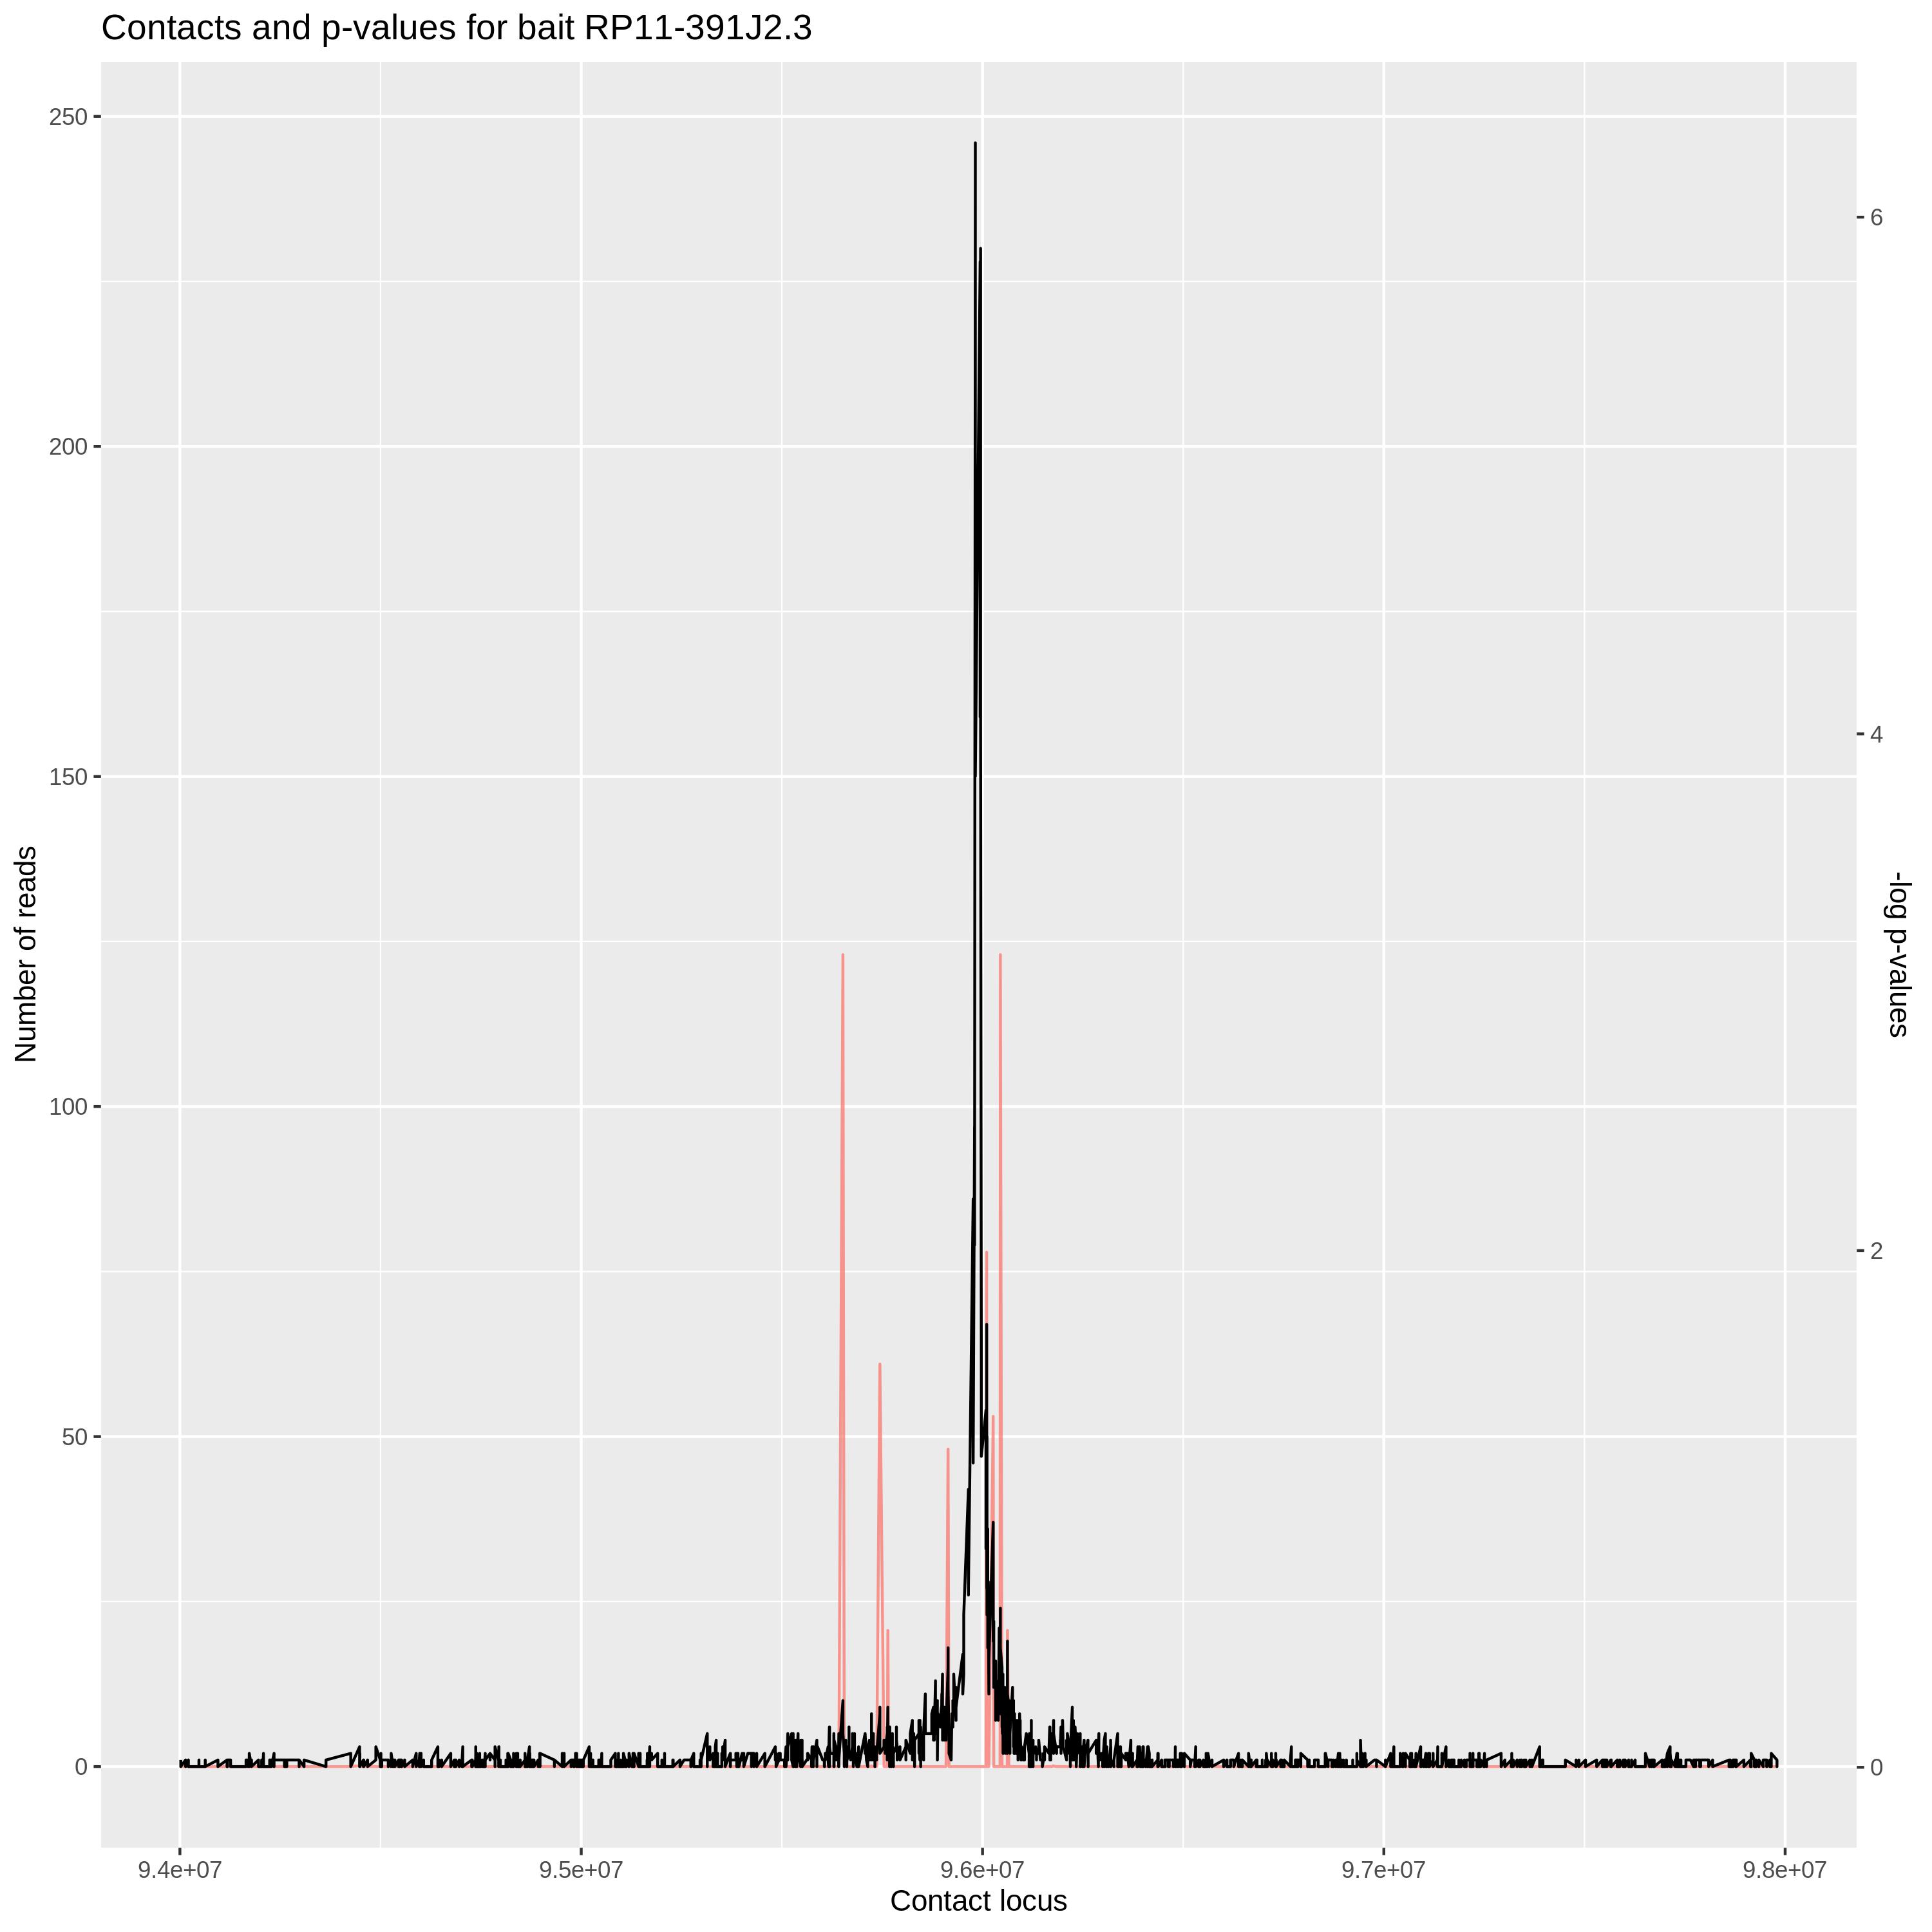 Contacts and p-values for bait RP11-391J2.3
250
200
150
100
50
0
Number of reads
6
4
2
0
-log p-values
9.4e+07 9.5e+07 9.6e+07 9.7e+07 9.8e+07
Contact locus